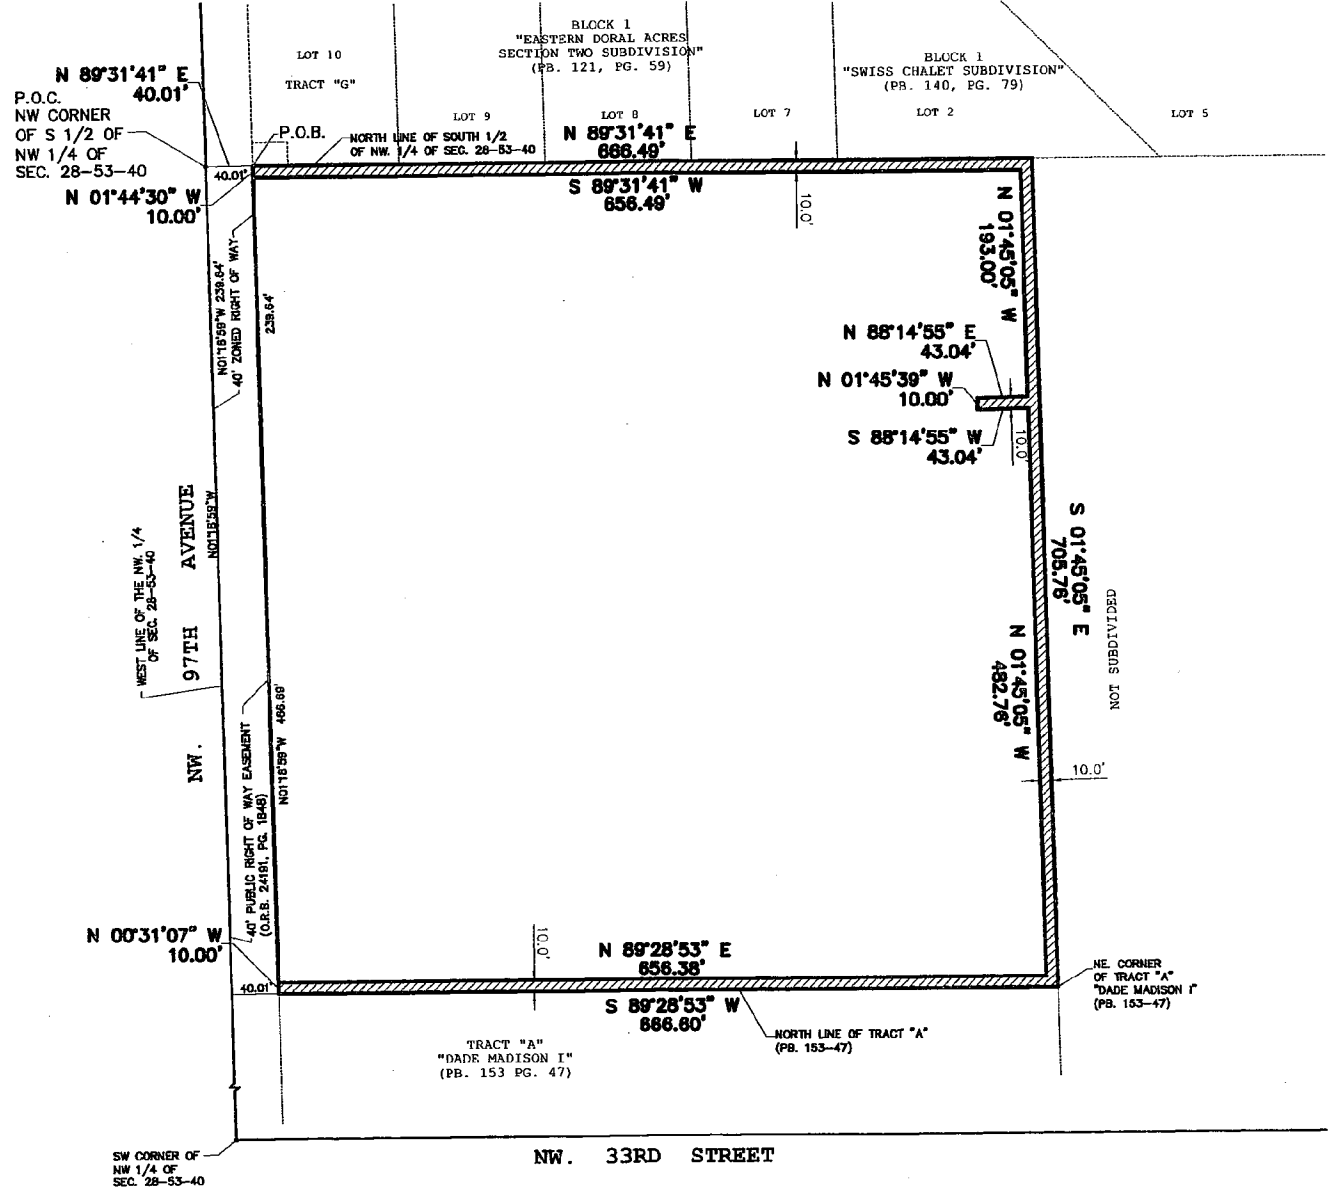 BLOCK 1
"EASTERN DORAL ACRES
SECTION TWO SUBDIVISION"
(PB. 121, PG. 59)
BLOCK 1
"SWISS CHALET SUBDIVISION"
(PB. 140, PG. 79)
LOT 10
TRACT "G"
LOT 9
LOT 8
LOT 7
LOT 2
LOT 5
N 89°31'41" E
40.01'
P.O.C.
NW CORNER
OF S 1/2 OF
NW 1/4 OF
SEC. 28-53-40
P.O.B.
NORTH LINE OF SOUTH 1/2
OF NW. 1/4 OF SEC. 28-53-40
N 89°31'41" E
666.49'
S 89°31'41" W
656.49'
40.01'
N 01°44'30" W
10.00'
10.0'
N 01°45'05" W
193.00'
N01°16'59"W 239.64'
40' ZONED RIGHT OF WAY
239.64'
N 88°14'55" E
43.04'
N 01°45'39" W
10.00'
S 88°14'55" W
43.04'
10.0'
N01°16'59"W
WEST LINE OF THE NW. 1/4
OF SEC. 28-53-40
NW. 97TH AVENUE
S 01°45'05" E
705.76'
NOT SUBDIVIDED
N 01°45'05" W
482.76'
10.0'
N01°16'59"W 466.69'
40' PUBLIC RIGHT OF WAY EASEMENT
(O.R.B. 24191, PG. 1848)
N 00°31'07" W
10.00'
40.01'
10.0'
N 89°28'53" E
656.38'
S 89°28'53" W
666.60'
NE. CORNER
OF TRACT "A"
"DADE MADISON I"
(PB. 153-47)
NORTH LINE OF TRACT "A"
(PB. 153-47)
TRACT "A"
"DADE MADISON I"
(PB. 153 PG. 47)
SW CORNER OF
NW 1/4 OF
SEC. 28-53-40
NW. 33RD STREET